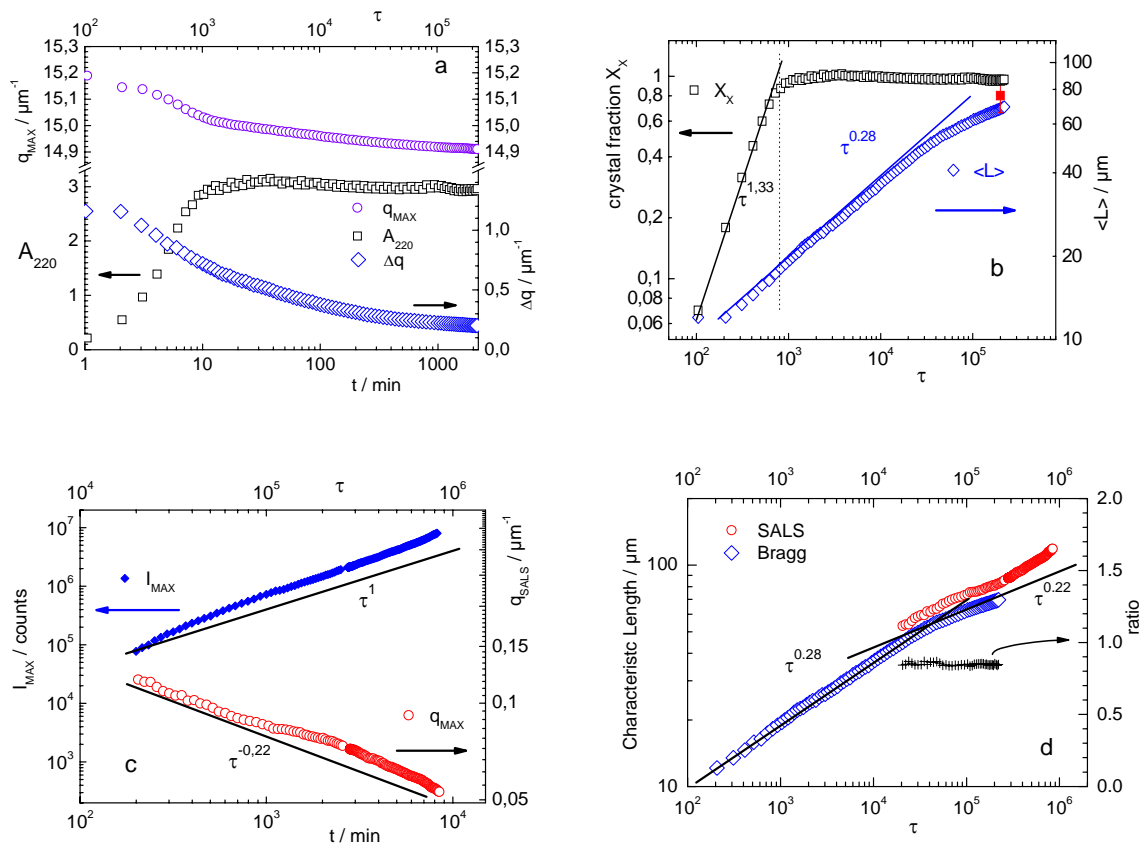 10² 10³ 10⁴ τ 10⁵
15,3
15,2
15,1
15,0
14,9
q_MAX / µm⁻¹
3
2
1
0
A₂₂₀
a
q_MAX
A₂₂₀
Δq
15,3
15,2
15,1
15,0
14,9
1,0
0,5
0,0
Δq / µm⁻¹
1 10 100 1000
t / min
crystal fraction X_X
1
0,8
0,6
0,4
0,2
0,1
0,08
0,06
X_X
τ^1,33
τ^0.28
<L>
b
100
80
60
40
20
10
<L> / µm
10² 10³ 10⁴ 10⁵
τ
10⁴ 10⁵ τ 10⁶
10⁷
10⁶
10⁵
10⁴
10³
I_MAX / counts
I_MAX
τ¹
q_MAX
τ^-0,22
c
0,15
0,1
0,05
q_SALS / µm⁻¹
10² 10³ 10⁴
t / min
10² 10³ 10⁴ 10⁵ 10⁶
SALS
Bragg
100
10
Characteristc Length / µm
τ^0.28
τ^0.22
d
2.0
1.5
1.0
0.5
0.0
ratio
10² 10³ 10⁴ 10⁵ 10⁶
τ